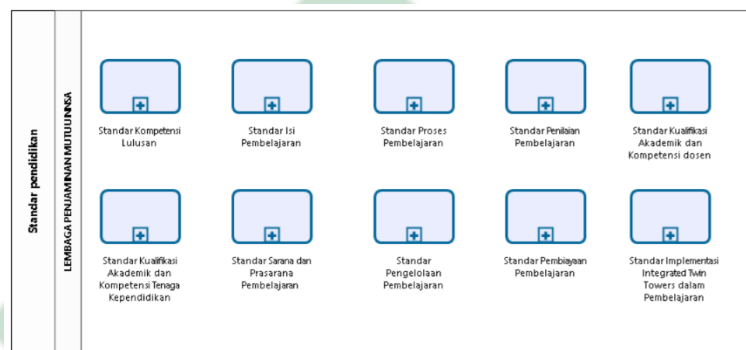 Standar pendidikan
LEMBAGA PENJAMINAN MUTU UINSA
Standar Kompetensi
Lulusan
Standar Isi
Pembelajaran
Standar Proses
Pembelajaran
Standar Penilaian
Pembelajaran
Standar Kualifikasi
Akademik dan
Kompetensi dosen
Standar Kualifikasi
Akademik dan
Kompetensi Tenaga
Kependidikan
Standar Sarana dan
Prasarana
Pembelajaran
Standar
Pengelolaan
Pembelajaran
Standar Pembiayaan
Pembelajaran
Standar Implementasi
Integrated Twin
Towers dalam
Pembelajaran